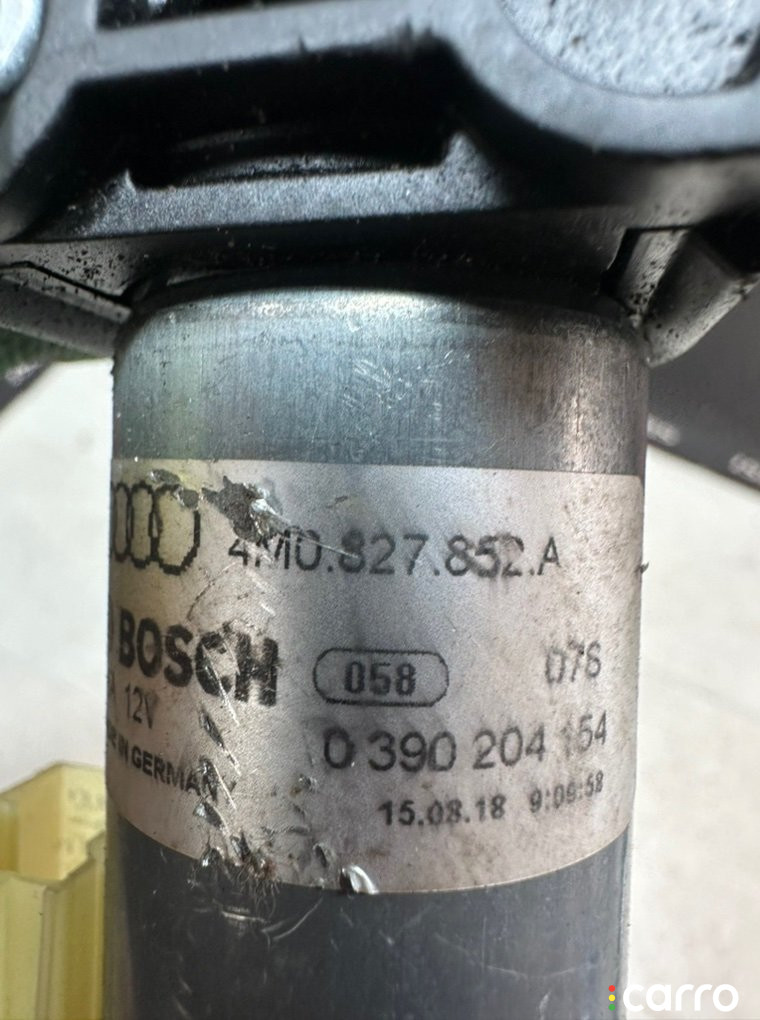 4M0.827.852.A
BOSCH
058
076
A 12V
0 390 204 154
IN GERMAN
15.08.18 9:06:58
carro